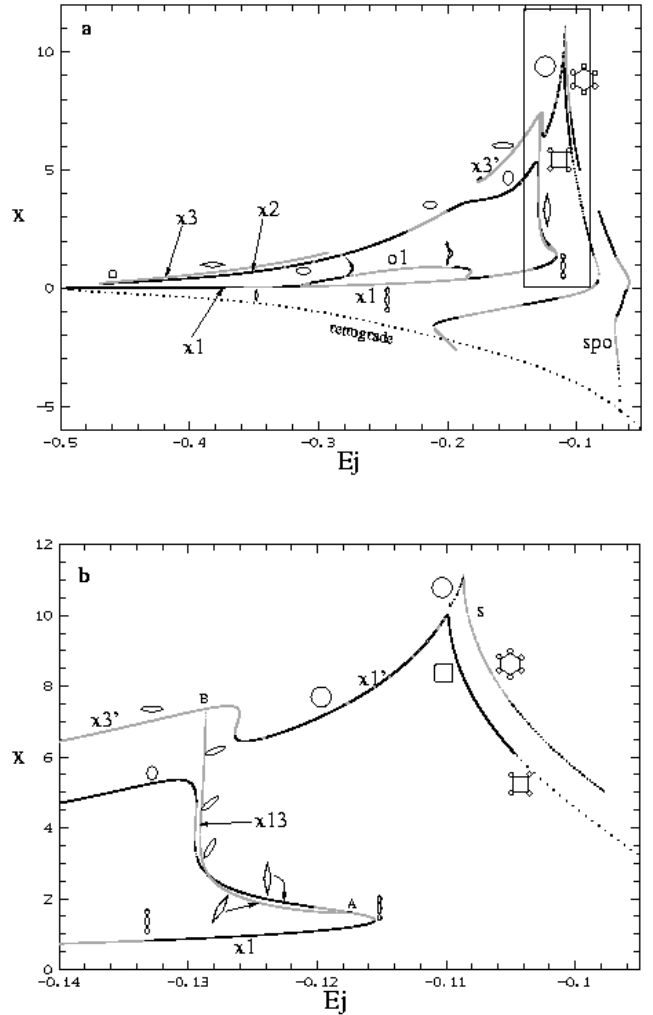 a
10
5
0
-5
x
x3'
x3
x2
o1
x1
x1
retrograde
spo
-0.5
-0.4
-0.3
-0.2
-0.1
Ej
b
12
10
8
6
4
2
0
x
s
x1'
B
x3'
x13
A
x1
-0.14
-0.13
-0.12
-0.11
-0.1
Ej